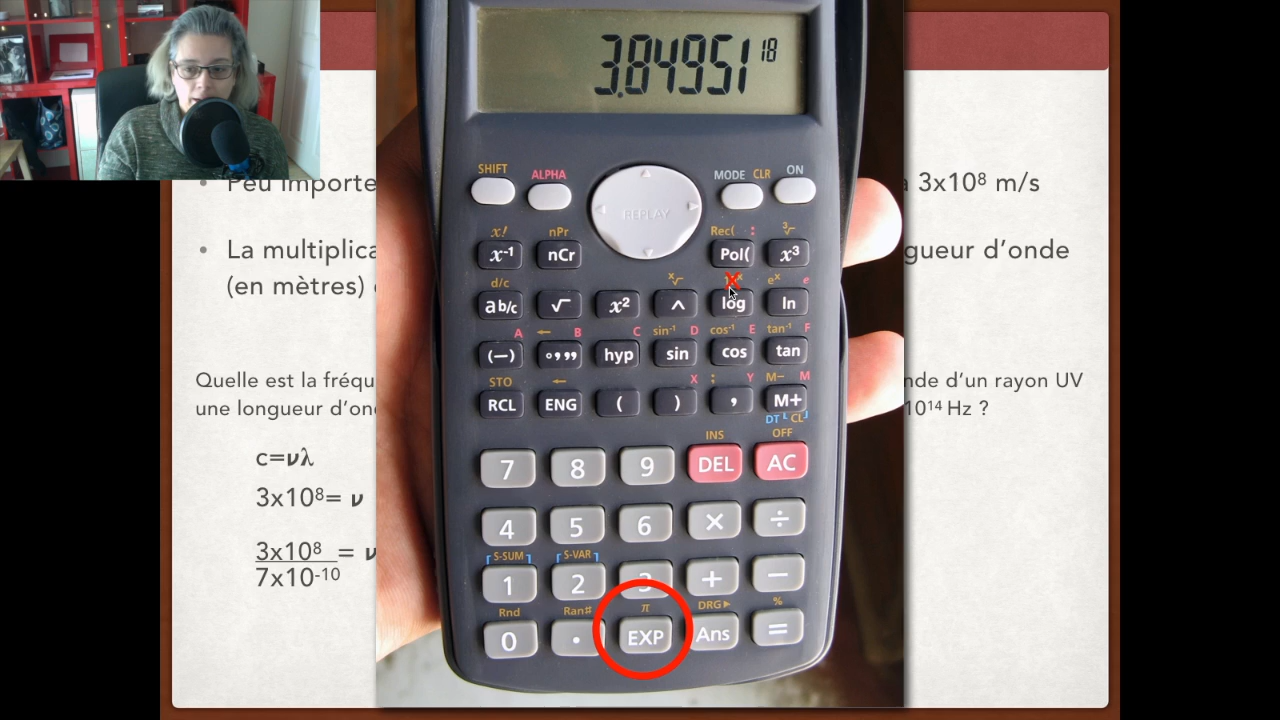 3.84951 18
SHIFT ALPHA MODE CLR ON
REPLAY
x! nPr Rec( : ³√
x⁻¹ nCr Pol( x³
d/c ˣ√ eˣ e
a b/c √ x² ^ log ln
A ← B C sin⁻¹ D cos⁻¹ E tan⁻¹ F
(−) ° ’ ’’ hyp sin cos tan
STO ← X ; Y M− M
RCL ENG ( ) , M+
DT CL
INS OFF
7 8 9 DEL AC
4 5 6 × ÷
S-SUM S-VAR
1 2 3 + −
Rnd Ran# π DRG► %
0 . EXP Ans =
• Peu importe
à 3x10⁸ m/s
• La multiplica
gueur d’onde
(en mètres)
Quelle est la fréqu
nde d’un rayon UV
une longueur d’on
10¹⁴ Hz ?
c=νλ
3x10⁸= ν
3x10⁸ = ν
7x10⁻¹⁰